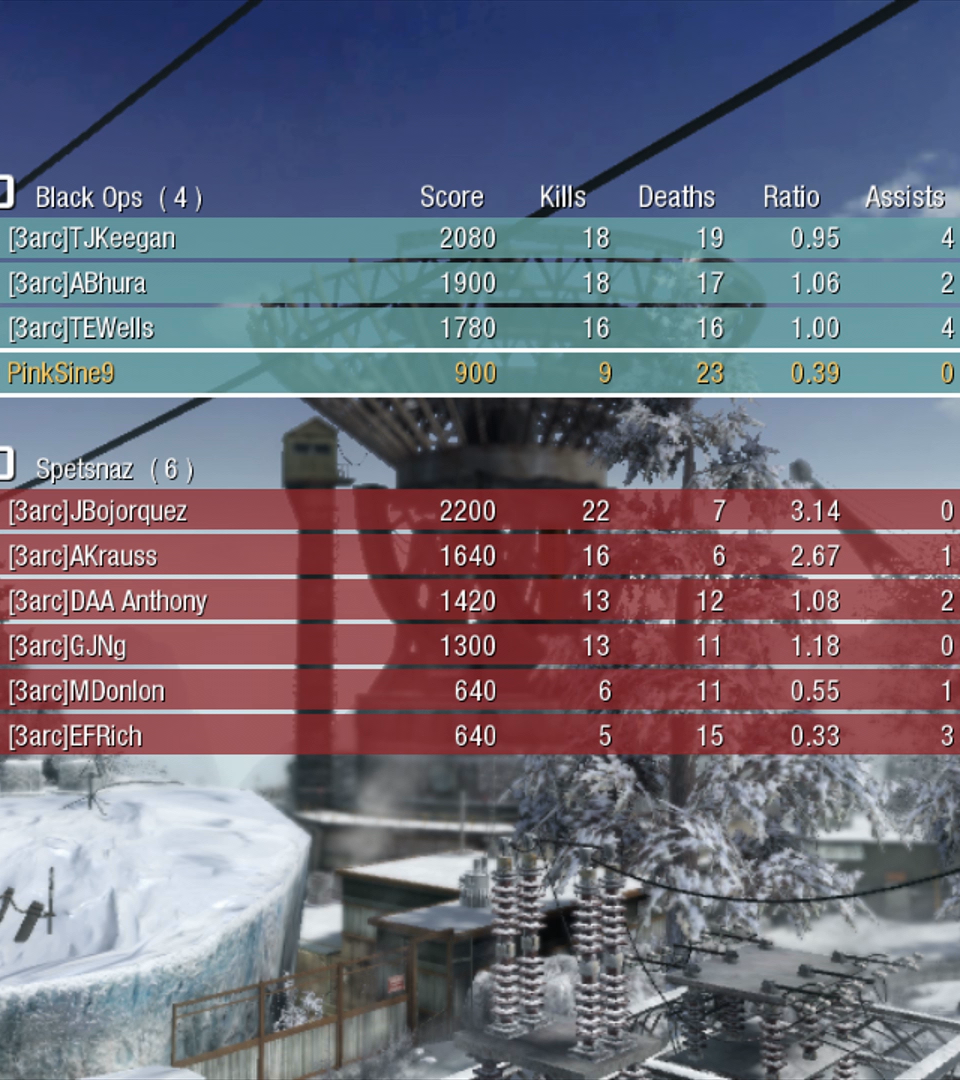 Black Ops ( 4 ) Score Kills Deaths Ratio Assists
[3arc]TJKeegan 2080 18 19 0.95 4
[3arc]ABhura 1900 18 17 1.06 2
[3arc]TEWells 1780 16 16 1.00 4
PinkSine9 900 9 23 0.39 0
Spetsnaz ( 6 )
[3arc]JBojorquez 2200 22 7 3.14 0
[3arc]AKrauss 1640 16 6 2.67 1
[3arc]DAA Anthony 1420 13 12 1.08 2
[3arc]GJNg 1300 13 11 1.18 0
[3arc]MDonlon 640 6 11 0.55 1
[3arc]EFRich 640 5 15 0.33 3